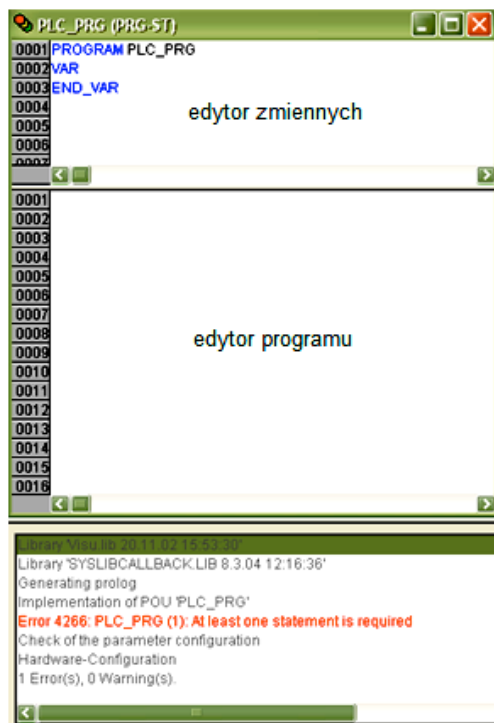 PLC_PRG (PRG-ST)
0001 PROGRAM PLC_PRG
0002 VAR
0003 END_VAR
0004
edytor zmiennych
0005
0006
0007
0001
0002
0003
0004
0005
0006
0007
0008
edytor programu
0009
0010
0011
0012
0013
0014
0015
0016
Library 'Visu.lib 20.11.02 15:53:30'
Library 'SYSLIBCALLBACK.LIB 8.3.04 12:16:36'
Generating prolog
Implementation of POU 'PLC_PRG'
Error 4266: PLC_PRG (1): At least one statement is required
Check of the parameter configuration
Hardware-Configuration
1 Error(s), 0 Warning(s).